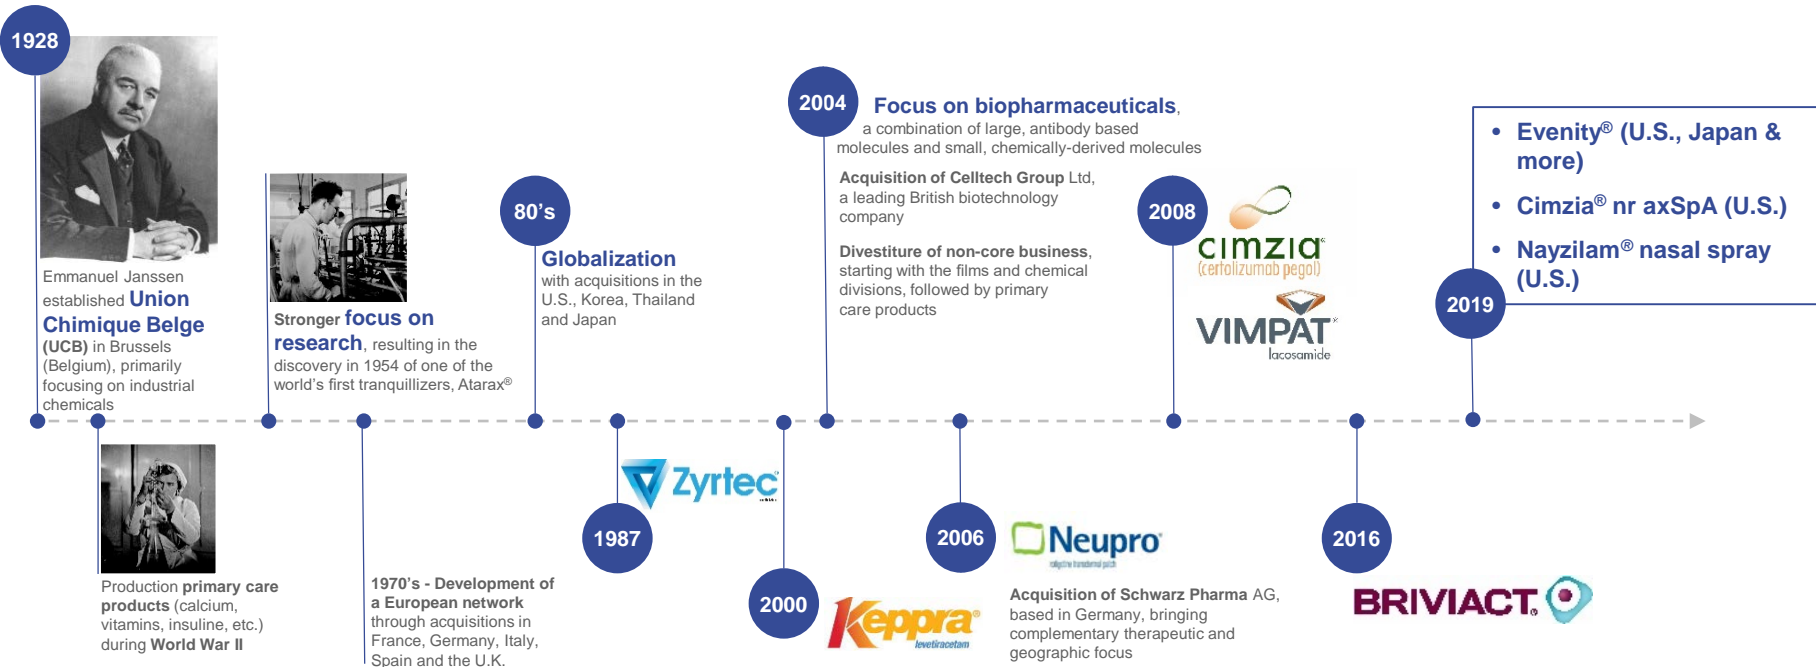 1928
Emmanuel Janssen
established Union
Chimique Belge
(UCB) in Brussels
(Belgium), primarily
focusing on industrial
chemicals
Production primary care
products (calcium,
vitamins, insuline, etc.)
during World War II
Stronger focus on
research, resulting in the
discovery in 1954 of one of the
world's first tranquillizers, Atarax®
1970's - Development of
a European network
through acquisitions in
France, Germany, Italy,
Spain and the U.K.
80's
Globalization
with acquisitions in the
U.S., Korea, Thailand
and Japan
1987
Zyrtec
2000
Keppra®
levetiracetam
2004
Focus on biopharmaceuticals,
a combination of large, antibody based
molecules and small, chemically-derived molecules
Acquisition of Celltech Group Ltd,
a leading British biotechnology
company
Divestiture of non-core business,
starting with the films and chemical
divisions, followed by primary
care products
2006
Neupro
rotigotine transdermal patch
Acquisition of Schwarz Pharma AG,
based in Germany, bringing
complementary therapeutic and
geographic focus
2008
cimzia®
(certolizumab pegol)
VIMPAT®
lacosamide
2016
BRIVIACT
2019
• Evenity® (U.S., Japan &
more)
• Cimzia® nr axSpA (U.S.)
• Nayzilam® nasal spray
(U.S.)